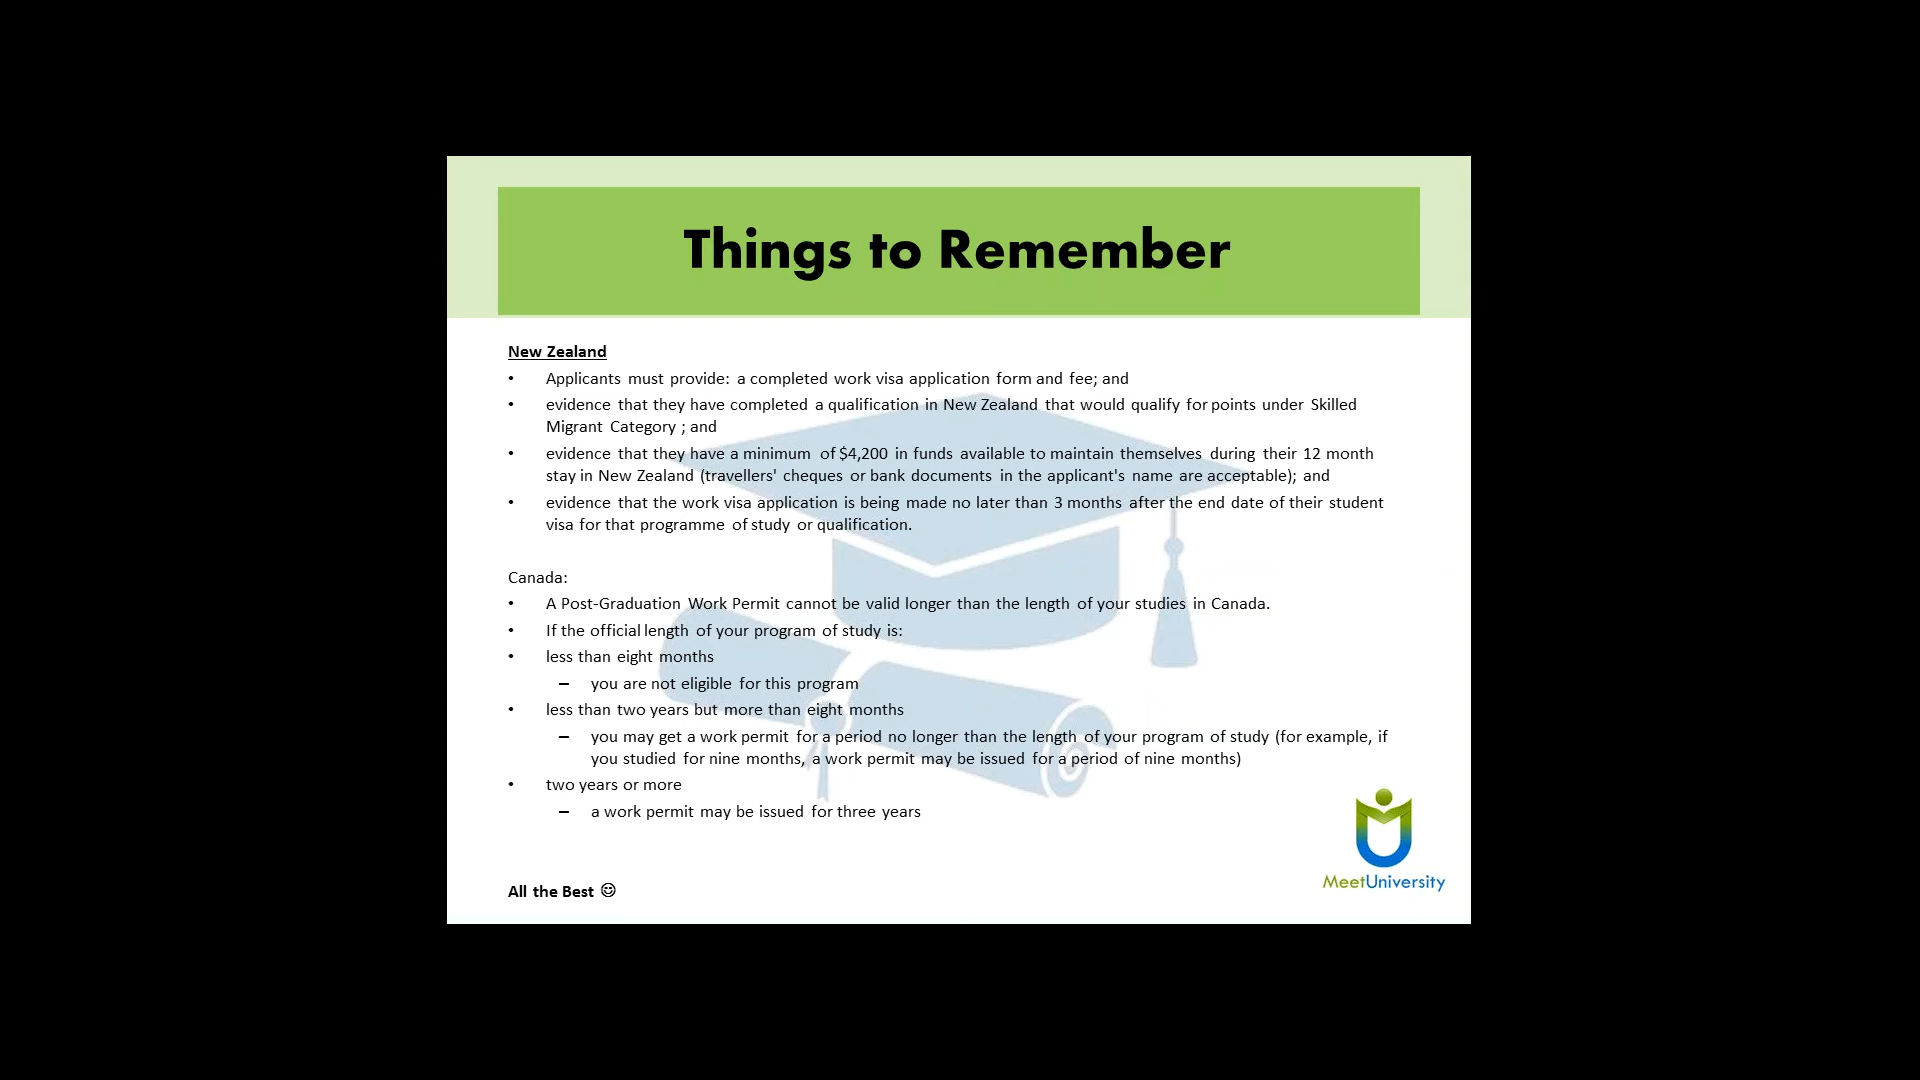 Things to Remember
New Zealand
• Applicants must provide: a completed work visa application form and fee; and
• evidence that they have completed a qualification in New Zealand that would qualify for points under Skilled
Migrant Category ; and
• evidence that they have a minimum of $4,200 in funds available to maintain themselves during their 12 month
stay in New Zealand (travellers' cheques or bank documents in the applicant's name are acceptable); and
• evidence that the work visa application is being made no later than 3 months after the end date of their student
visa for that programme of study or qualification.
Canada:
• A Post-Graduation Work Permit cannot be valid longer than the length of your studies in Canada.
• If the official length of your program of study is:
• less than eight months
– you are not eligible for this program
• less than two years but more than eight months
– you may get a work permit for a period no longer than the length of your program of study (for example, if
you studied for nine months, a work permit may be issued for a period of nine months)
• two years or more
– a work permit may be issued for three years
All the Best ☺
MeetUniversity